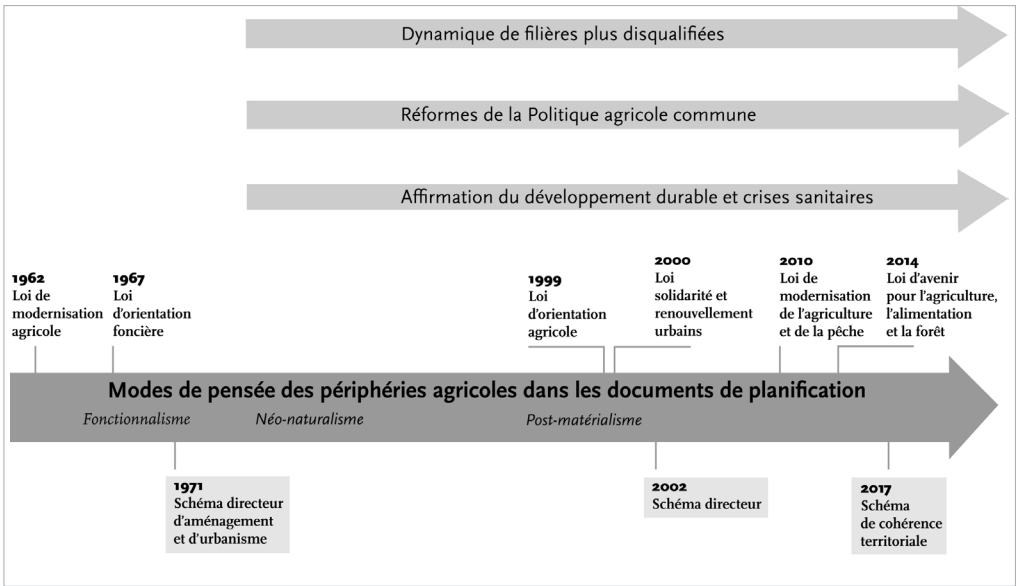 Dynamique de filières plus disqualifiées
Réformes de la Politique agricole commune
Affirmation du développement durable et crises sanitaires
1962
Loi de
modernisation
agricole
1967
Loi
d'orientation
foncière
1999
Loi
d'orientation
agricole
2000
Loi
solidarité et
renouvellement
urbains
2010
Loi de
modernisation
de l'agriculture
et de la pêche
2014
Loi d'avenir
pour l'agriculture,
l'alimentation
et la forêt
Modes de pensée des périphéries agricoles dans les documents de planification
Fonctionnalisme
Néo-naturalisme
Post-matérialisme
1971
Schéma directeur
d'aménagement
et d'urbanisme
2002
Schéma directeur
2017
Schéma
de cohérence
territoriale